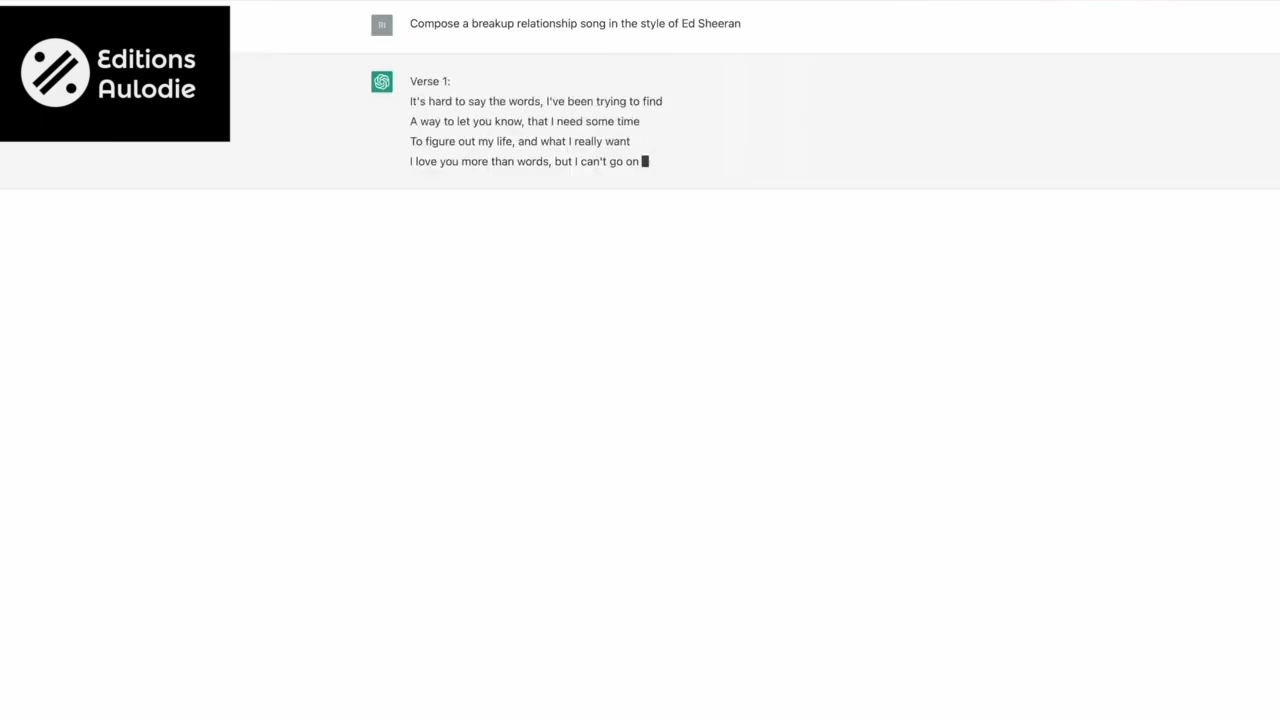 Editions
Aulodie
Compose a breakup relationship song in the style of Ed Sheeran
Verse 1:
It's hard to say the words, I've been trying to find
A way to let you know, that I need some time
To figure out my life, and what I really want
I love you more than words, but I can't go on